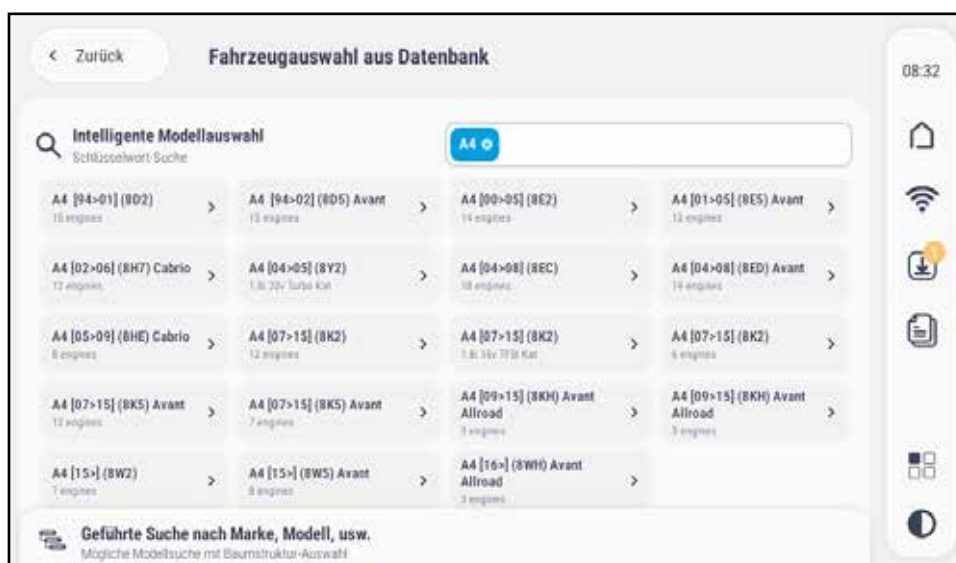 Zurück
Fahrzeugauswahl aus Datenbank
08:32
Intelligente Modellauswahl
Schlüsselwort-Suche
A4
A4 [94>01] (8D2)
15 engines
A4 [94>02] (8D5) Avant
A4 [00>05] (8E2)
14 engines
A4 [01>05] (8E5) Avant
12 engines
A4 [02>06] (8H7) Cabrio
12 engines
A4 [04>05] (8Y2)
1.8i 20v Turbo Kat
A4 [04>08] (8EC)
18 engines
A4 [04>08] (8ED) Avant
19 engines
A4 [05>09] (8HE) Cabrio
8 engines
A4 [07>15] (8K2)
12 engines
A4 [07>15] (8K2)
1.8i 16v TFSI Kat
A4 [07>15] (8K2)
6 engines
A4 [07>15] (8K5) Avant
12 engines
A4 [07>15] (8K5) Avant
7 engines
A4 [09>15] (8KH) Avant
Allroad
engines
A4 [09>15] (8KH) Avant
Allroad
engines
A4 [15>] (8W2)
7 engines
A4 [15>] (8W5) Avant
8 engines
A4 [16>] (8WH) Avant
Allroad
3 engines
Geführte Suche nach Marke, Modell, usw.
Mögliche Modellsuche mit Baumstruktur-Auswahl